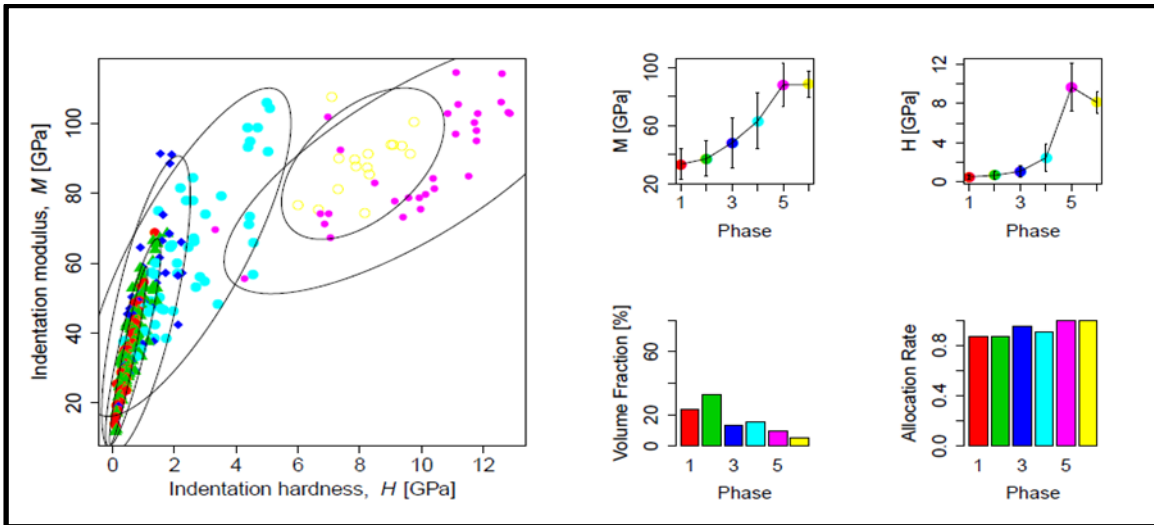 Indentation modulus, M [GPa]
100
80
60
40
20
0 2 4 6 8 10 12
Indentation hardness, H [GPa]
M [GPa]
100
60
20
1 3 5
Phase
H [GPa]
12
8
4
0
1 3 5
Phase
Volume Fraction [%]
60
20
0
1 3 5
Phase
Allocation Rate
0.8
0.4
0.0
1 3 5
Phase